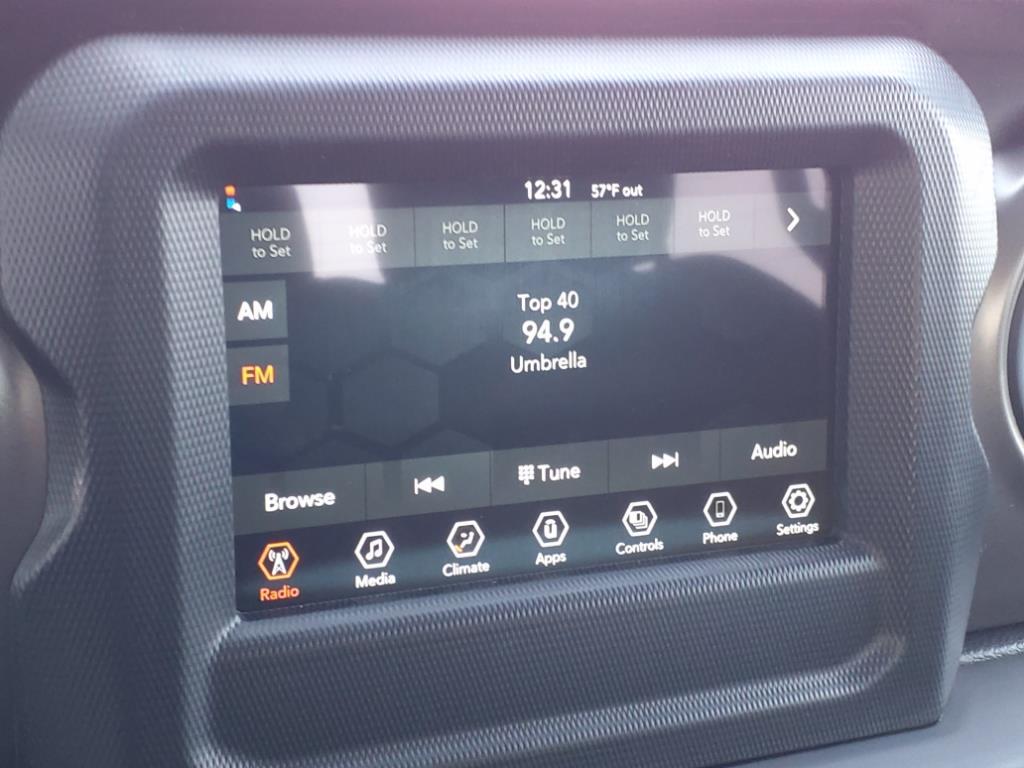 12:31 57°F out
HOLD to Set
HOLD to Set
HOLD to Set
HOLD to Set
HOLD to Set
HOLD to Set
AM
FM
Top 40
94.9
Umbrella
Browse
Tune
Audio
Radio
Media
Climate
Apps
Controls
Phone
Settings